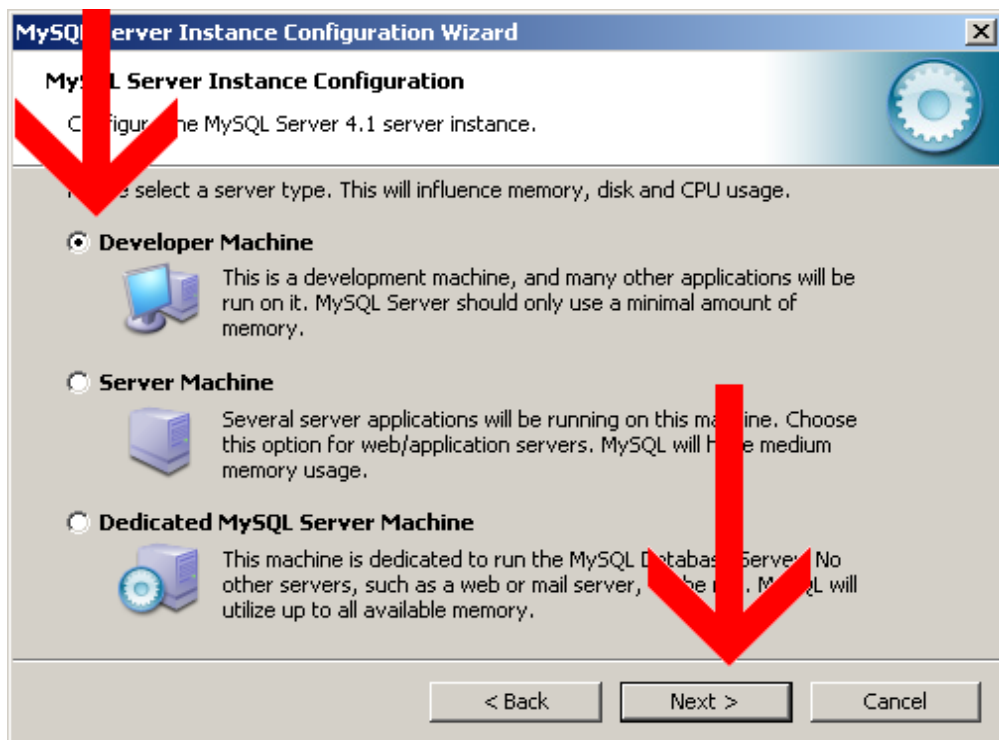 MySQL Server Instance Configuration Wizard
MySQL Server Instance Configuration
Configure the MySQL Server 4.1 server instance.
select a server type. This will influence memory, disk and CPU usage.
Developer Machine
This is a development machine, and many other applications will be
run on it. MySQL Server should only use a minimal amount of
memory.
Server Machine
Several server applications will be running on this machine. Choose
this option for web/application servers. MySQL will have medium
memory usage.
Dedicated MySQL Server Machine
This machine is dedicated to run the MySQL Database Server. No
other servers, such as a web or mail server, will be run. MySQL will
utilize up to all available memory.
< Back
Next >
Cancel